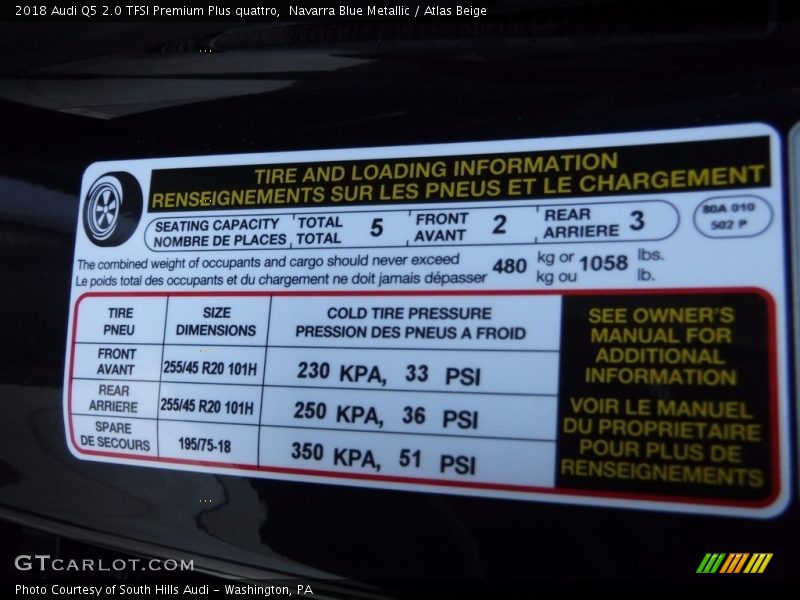 2018 Audi Q5 2.0 TFSI Premium Plus quattro,  Navarra Blue Metallic / Atlas Beige
TIRE AND LOADING INFORMATION
RENSEIGNEMENTS SUR LES PNEUS ET LE CHARGEMENT
SEATING CAPACITY TOTAL 5 FRONT 2 REAR 3
NOMBRE DE PLACES TOTAL AVANT ARRIERE
80A 010
502 P
The combined weight of occupants and cargo should never exceed 480 kg or 1058 lbs.
Le poids total des occupants et du chargement ne doit jamais dépasser kg ou lb.
TIRE SIZE COLD TIRE PRESSURE
PNEU DIMENSIONS PRESSION DES PNEUS A FROID
FRONT
AVANT 255/45 R20 101H 230 KPA, 33 PSI
REAR
ARRIERE 255/45 R20 101H 250 KPA, 36 PSI
SPARE
DE SECOURS 195/75-18 350 KPA, 51 PSI
SEE OWNER'S
MANUAL FOR
ADDITIONAL
INFORMATION
VOIR LE MANUEL
DU PROPRIETAIRE
POUR PLUS DE
RENSEIGNEMENTS
GTCARLOT.COM
Photo Courtesy of South Hills Audi - Washington, PA